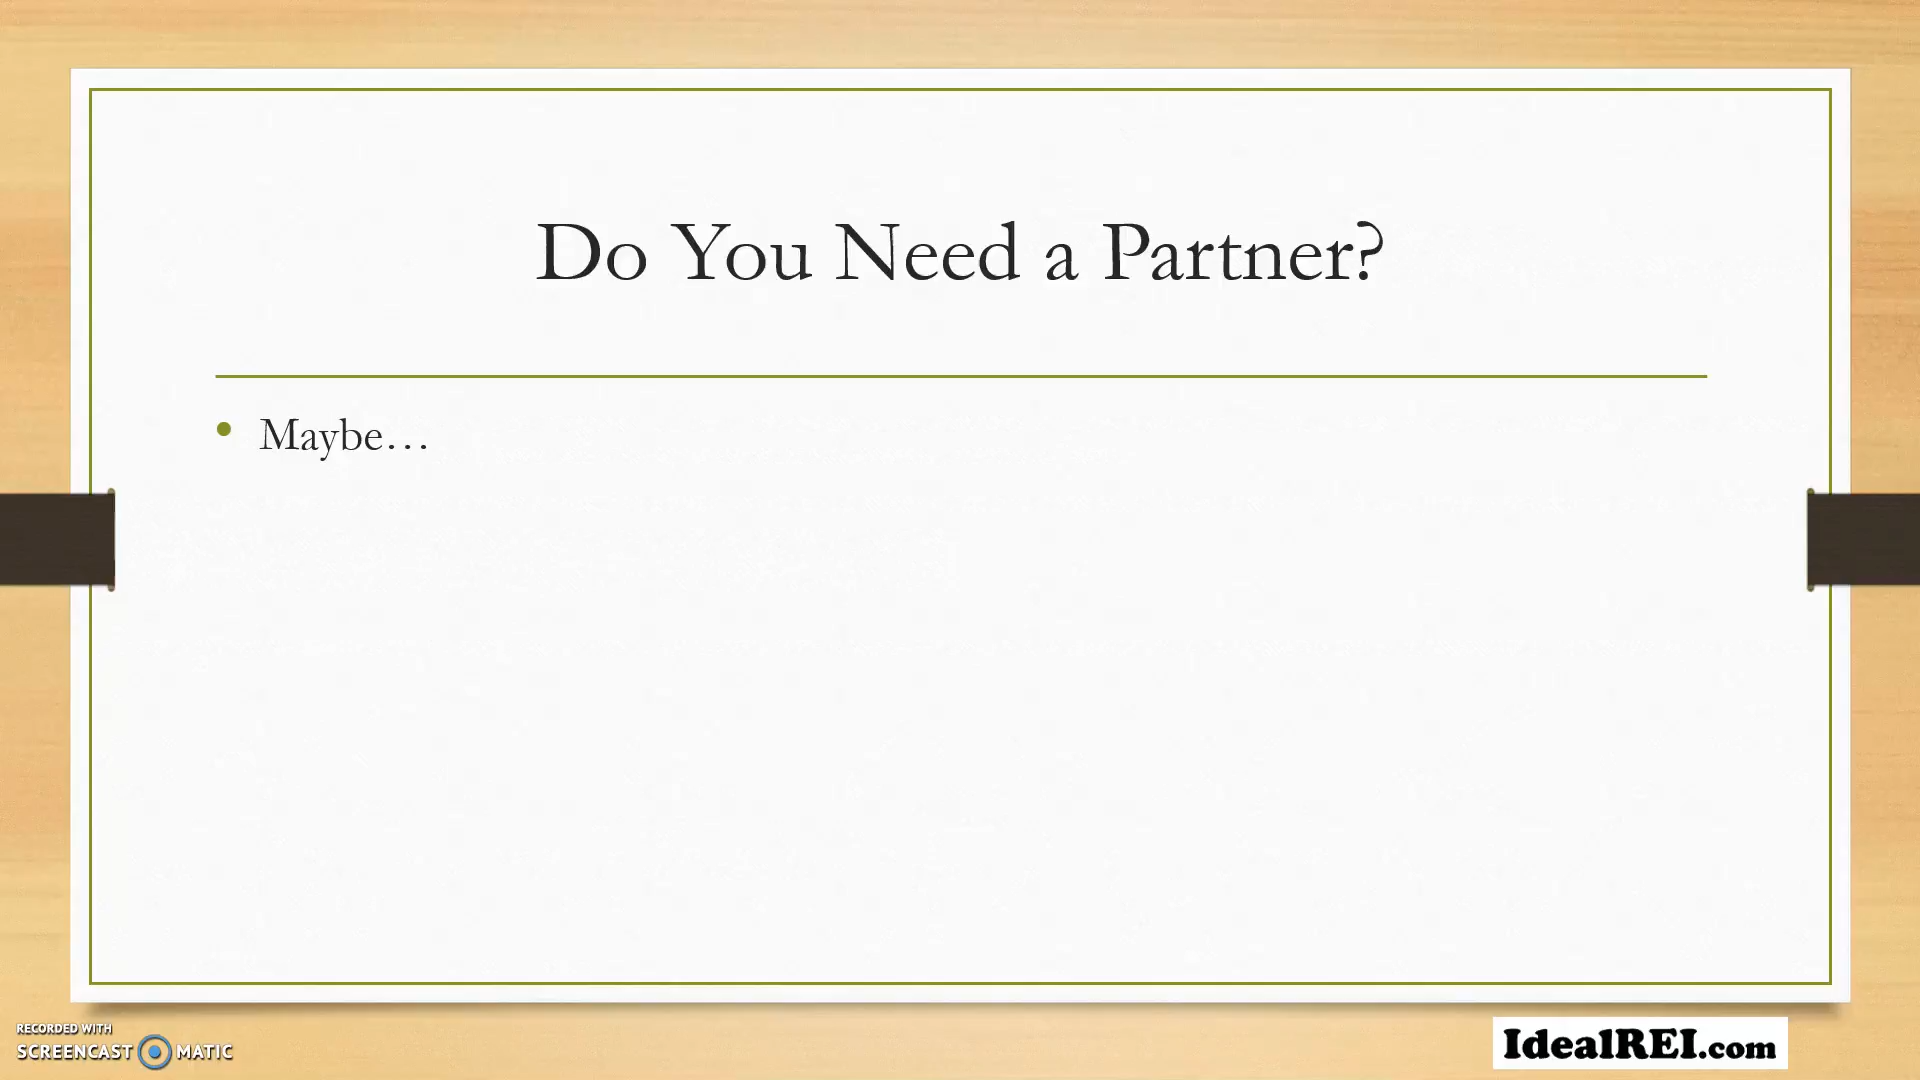 Do You Need a Partner?
• Maybe…
RECORDED WITH
SCREENCAST MATIC
IdealREI.com